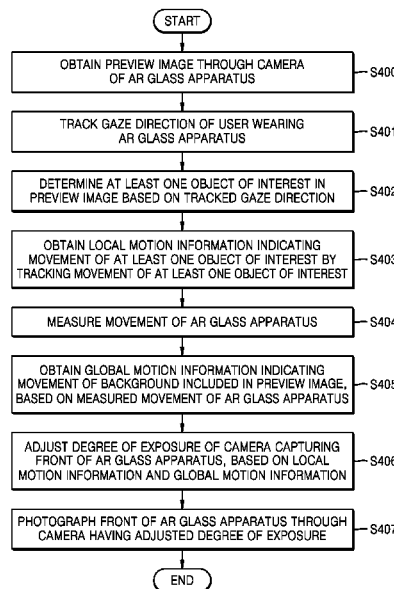 START
OBTAIN PREVIEW IMAGE THROUGH CAMERA
OF AR GLASS APPARATUS
S400
TRACK GAZE DIRECTION OF USER WEARING
AR GLASS APPARATUS
S401
DETERMINE AT LEAST ONE OBJECT OF INTEREST IN
PREVIEW IMAGE BASED ON TRACKED GAZE DIRECTION
S402
OBTAIN LOCAL MOTION INFORMATION INDICATING
MOVEMENT OF AT LEAST ONE OBJECT OF INTEREST BY
TRACKING MOVEMENT OF AT LEAST ONE OBJECT OF INTEREST
S403
MEASURE MOVEMENT OF AR GLASS APPARATUS
S404
OBTAIN GLOBAL MOTION INFORMATION INDICATING
MOVEMENT OF BACKGROUND INCLUDED IN PREVIEW IMAGE,
BASED ON MEASURED MOVEMENT OF AR GLASS APPARATUS
S405
ADJUST DEGREE OF EXPOSURE OF CAMERA CAPTURING
FRONT OF AR GLASS APPARATUS, BASED ON LOCAL
MOTION INFORMATION AND GLOBAL MOTION INFORMATION
S406
PHOTOGRAPH FRONT OF AR GLASS APPARATUS THROUGH
CAMERA HAVING ADJUSTED DEGREE OF EXPOSURE
S407
END